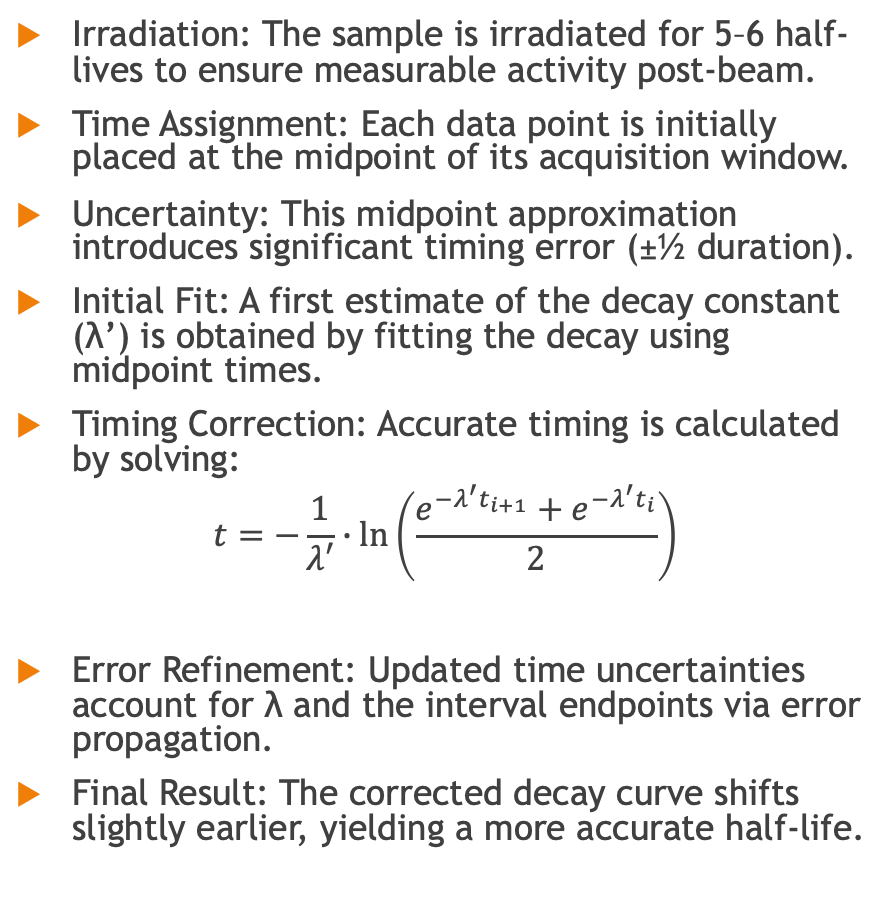 ▶ Irradiation: The sample is irradiated for 5–6 half-
lives to ensure measurable activity post-beam.
▶ Time Assignment: Each data point is initially
placed at the midpoint of its acquisition window.
▶ Uncertainty: This midpoint approximation
introduces significant timing error (±½ duration).
▶ Initial Fit: A first estimate of the decay constant
(λ’) is obtained by fitting the decay using
midpoint times.
▶ Timing Correction: Accurate timing is calculated
by solving:
t = −1/λ′ · ln((e^(−λ′t_{i+1}) + e^(−λ′t_i))/2)
▶ Error Refinement: Updated time uncertainties
account for λ and the interval endpoints via error
propagation.
▶ Final Result: The corrected decay curve shifts
slightly earlier, yielding a more accurate half-life.